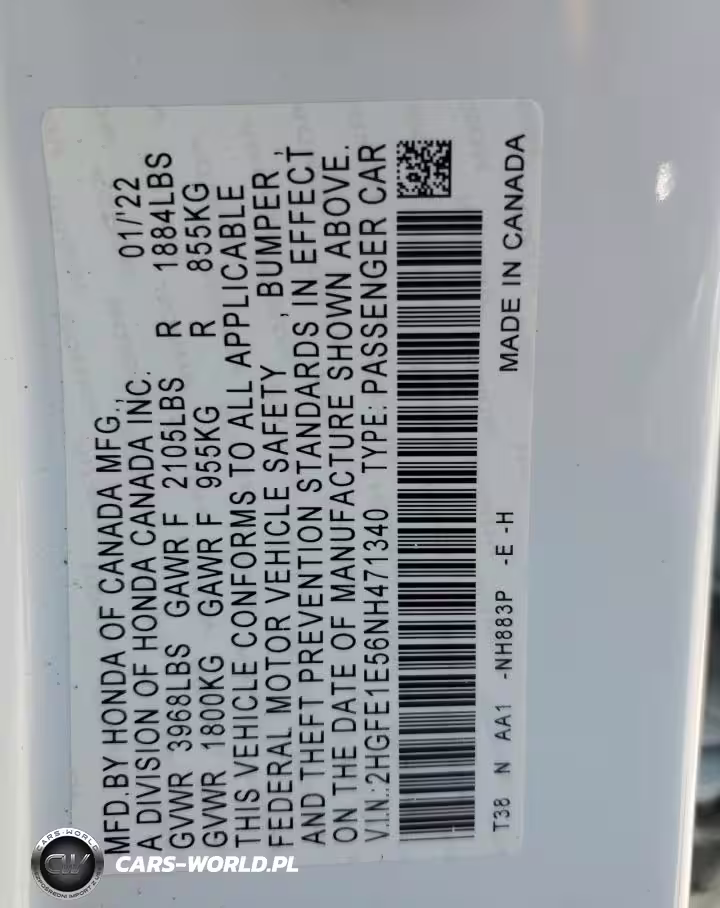 MFD.BY HONDA OF CANADA MFG., 01/'22
A DIVISION OF HONDA CANADA INC.
GVWR 3968LBS GAWR F 2105LBS R 1884LBS
GVWR 1800KG GAWR F 955KG R 855KG
THIS VEHICLE CONFORMS TO ALL APPLICABLE
FEDERAL MOTOR VEHICLE SAFETY , BUMPER ,
AND THEFT PREVENTION STANDARDS IN EFFECT
ON THE DATE OF MANUFACTURE SHOWN ABOVE.
V.I.N.:2HGFE1E56NH471340 TYPE: PASSENGER CAR
T38 N AA1 -NH883P -E -H MADE IN CANADA
CARS-WORLD
CW
CARS-WORLD.PL